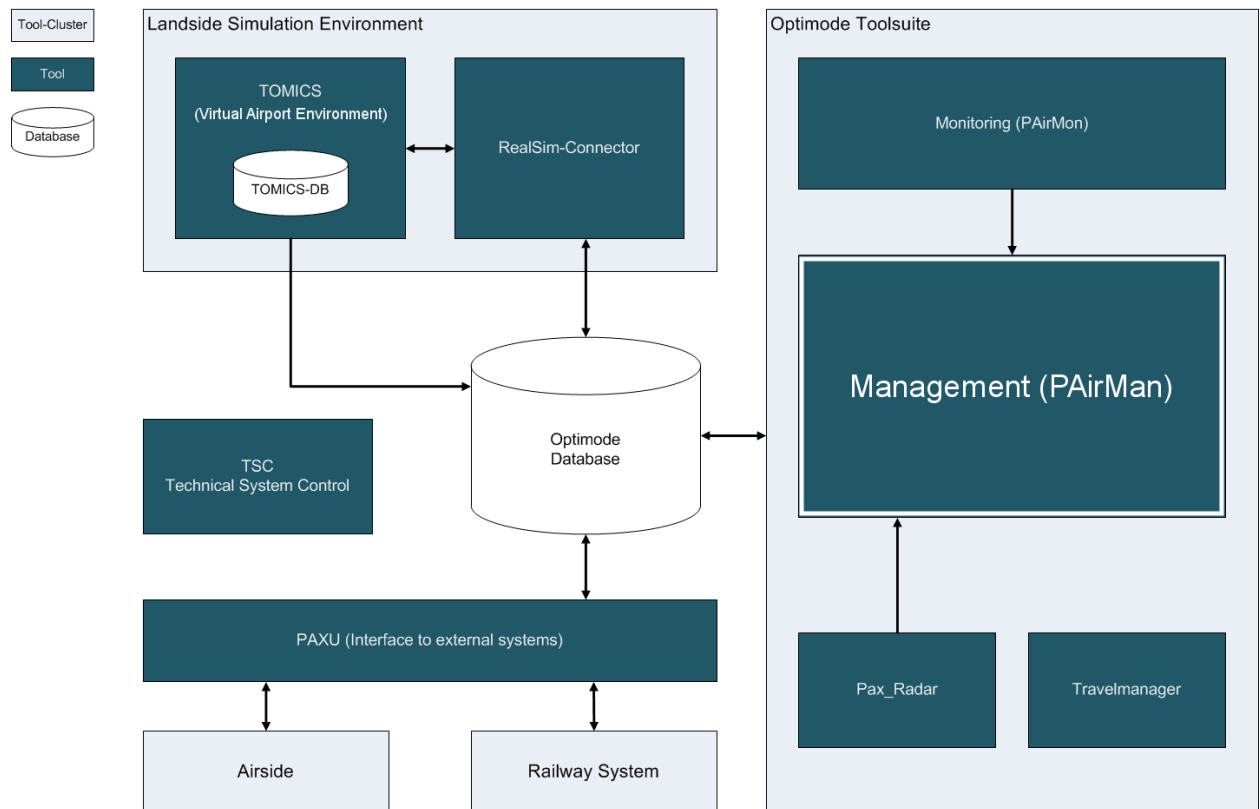 Tool-Cluster
Tool
Database
Landside Simulation Environment
TOMICS
(Virtual Airport Environment)
TOMICS-DB
RealSim-Connector
Optimode Toolsuite
Monitoring (PAirMon)
Management (PAirMan)
Optimode
Database
TSC
Technical System Control
PAXU (Interface to external systems)
Pax_Radar
Travelmanager
Airside
Railway System